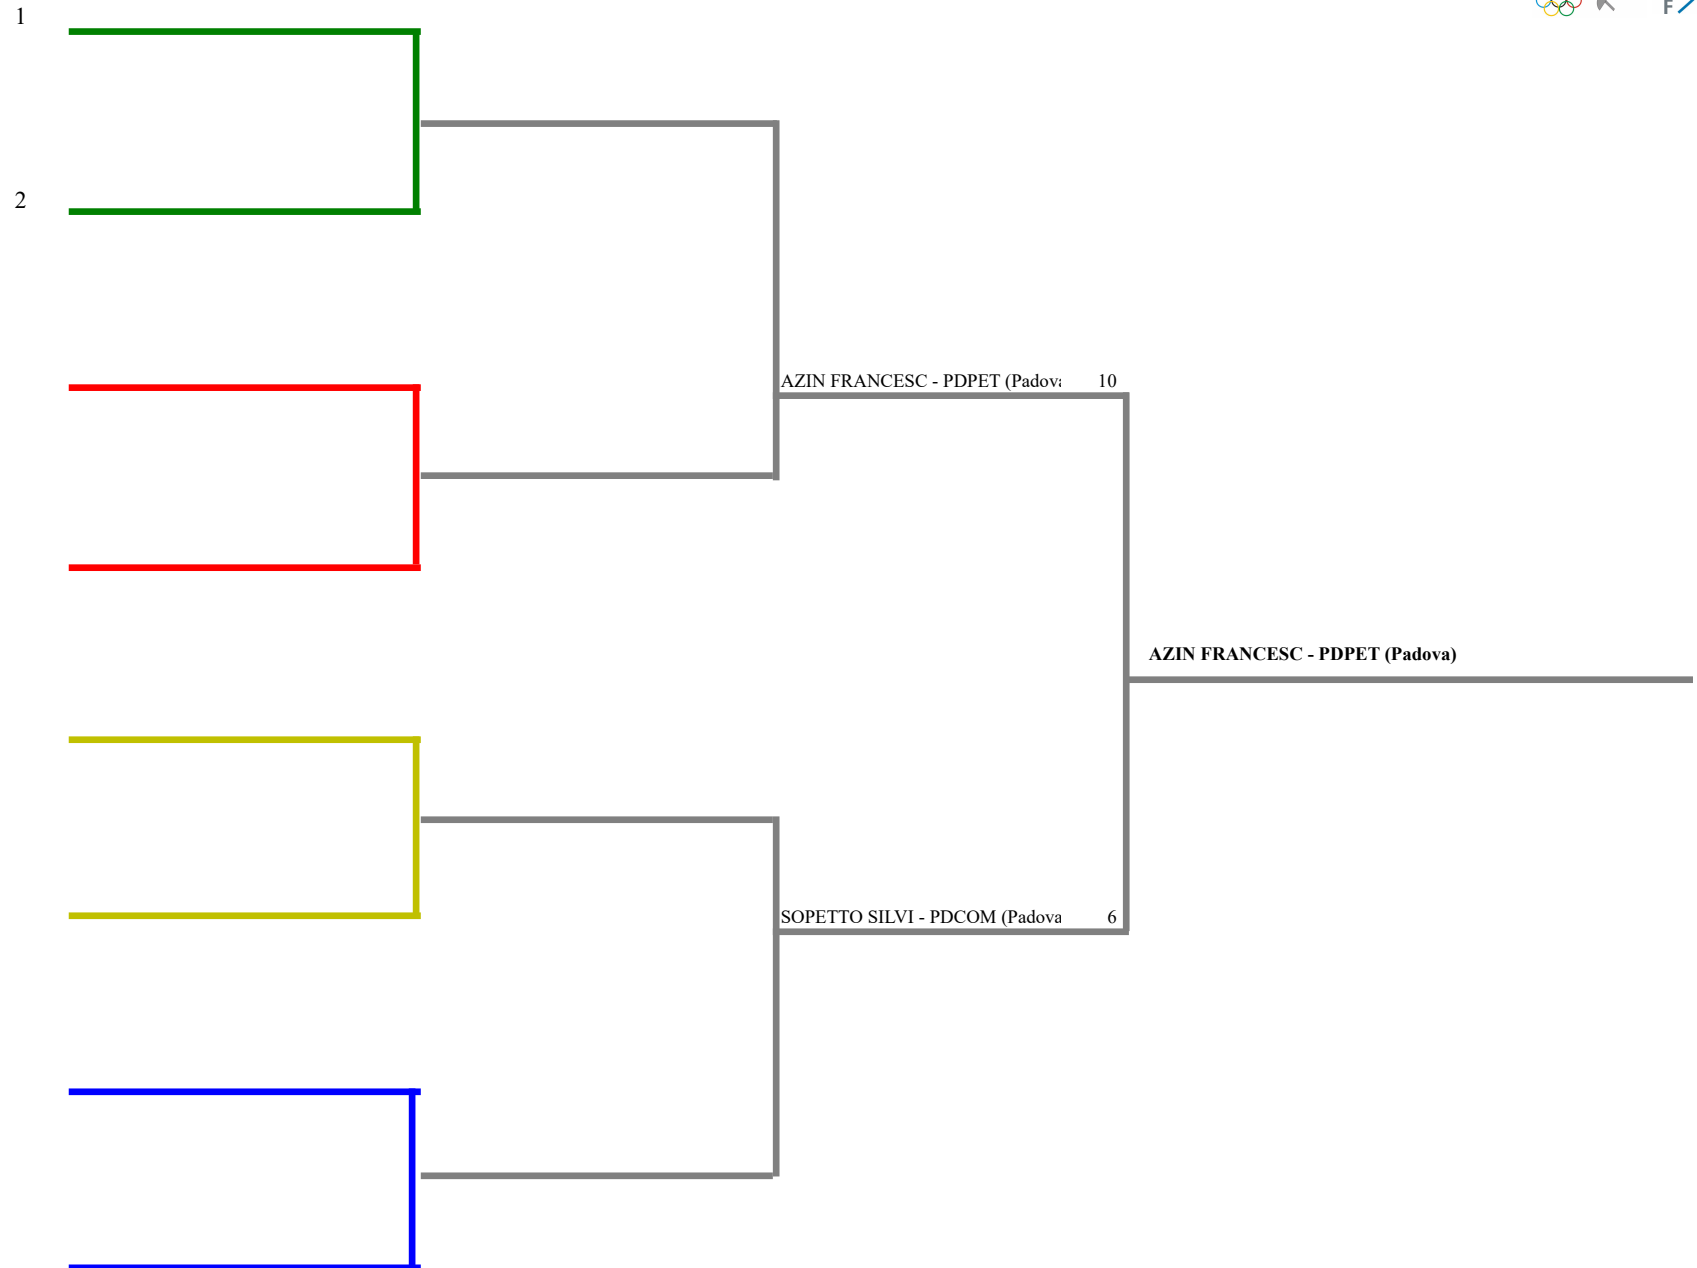 1
F
2
AZIN FRANCESC - PDPET (Padova 10
AZIN FRANCESC - PDPET (Padova)
SOPETTO SILVI - PDCOM (Padova 6